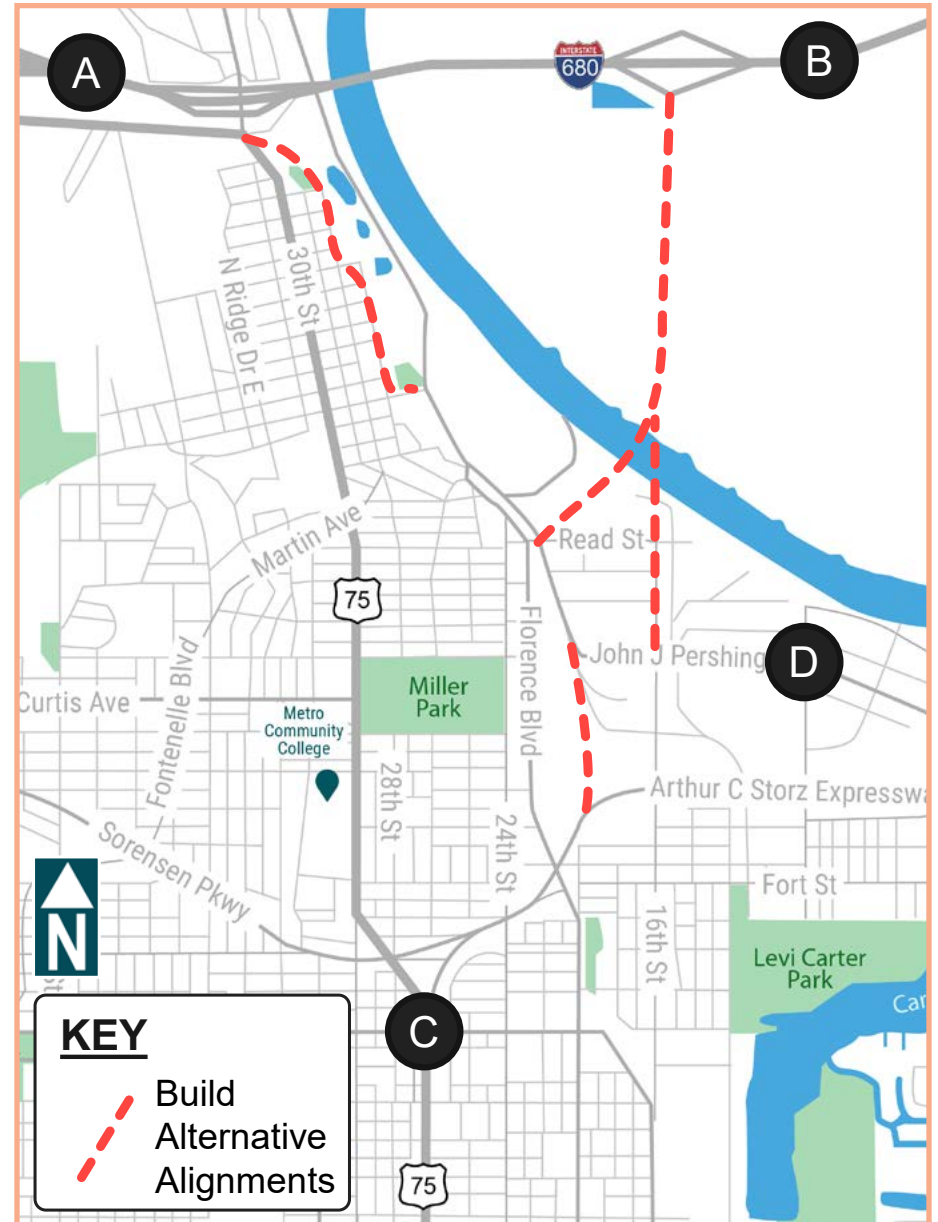 A
INTERSTATE
680
B
30th St
N Ridge Dr E
Martin Ave
Read St
75
Florence Blvd
John J Pershing
D
Miller
Park
Curtis Ave
Fontenelle Blvd
Metro
Community
College
28th St
24th St
Arthur C Storz Expressw
Sorensen Pkwy
Fort St
N
16th St
Levi Carter
Park
Car
C
KEY
Build
Alternative
Alignments
75